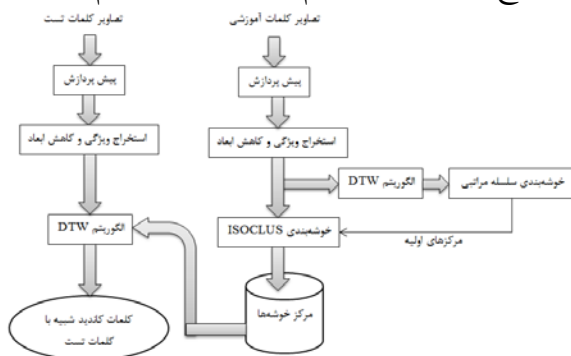 تصاویر کلمات آموزشی
تصاویر کلمات تست
پیش پردازش
پیش پردازش
استخراج ویژگی و کاهش ابعاد
استخراج ویژگی و کاهش ابعاد
خوشه‌بندی سلسله مراتبی
الگوریتم DTW
خوشه‌بندی ISOCLUS
الگوریتم DTW
مرکزهای اولیه
مرکز خوشه‌ها
کلمات کاندید شبیه با
کلمات تست